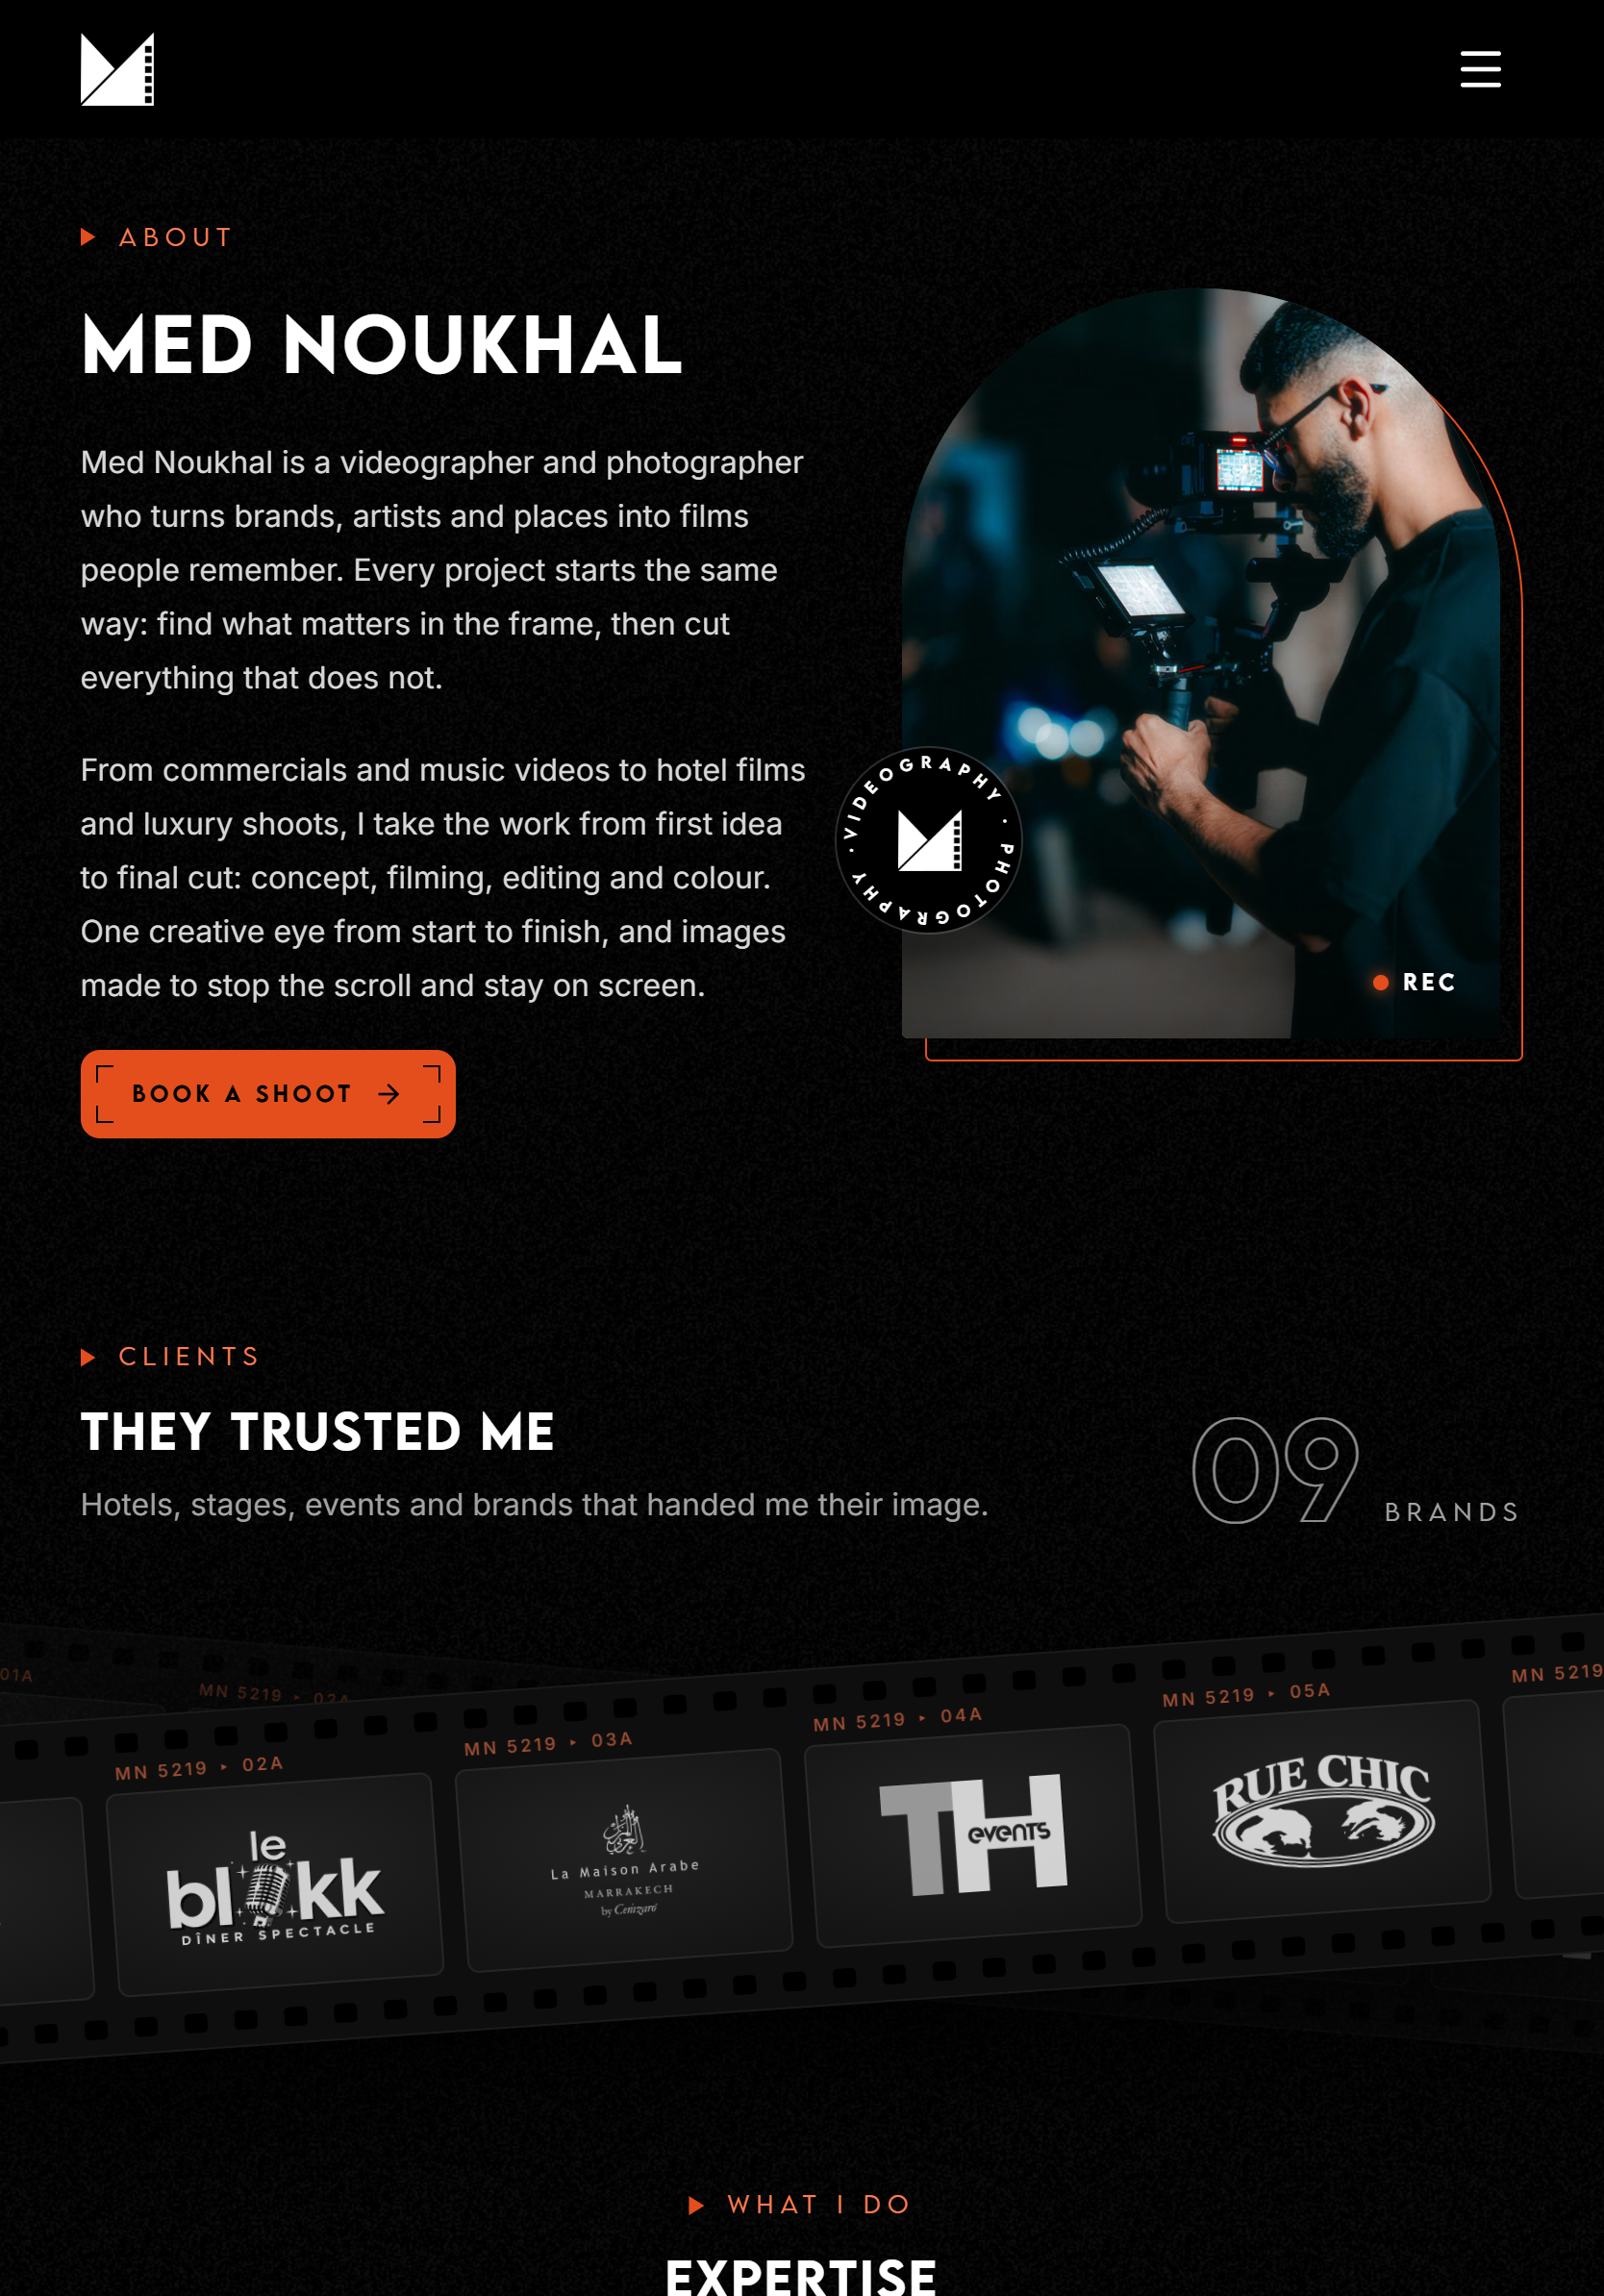 ABOUT
MED NOUKHAL
Med Noukhal is a videographer and photographer
who turns brands, artists and places into films
people remember. Every project starts the same
way: find what matters in the frame, then cut
everything that does not.
From commercials and music videos to hotel films
and luxury shoots, I take the work from first idea
to final cut: concept, filming, editing and colour.
One creative eye from start to finish, and images
made to stop the scroll and stay on screen.
VIDEOGRAPHY · PHOTOGRAPHY ·
REC
BOOK A SHOOT
CLIENTS
THEY TRUSTED ME
Hotels, stages, events and brands that handed me their image.
09 BRANDS
01A
MN 5219 ▸ 02A
MN 5219 ▸ 02A
MN 5219 ▸ 03A
MN 5219 ▸ 04A
MN 5219 ▸ 05A
MN 5219
le
blkk
DÎNER SPECTACLE
La Maison Arabe
MARRAKECH
by Cenizaro
TH
events
RUE CHIC
WHAT I DO
EXPERTISE